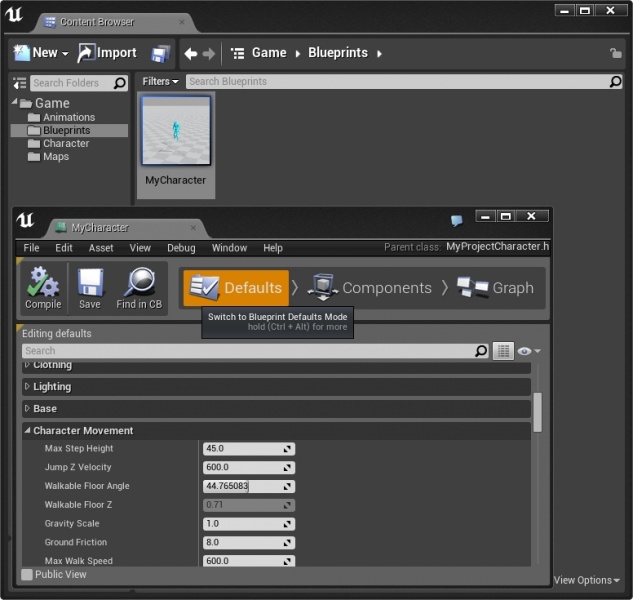 Content Browser
New Import Game Blueprints
Search Folders Filters Search Blueprints
Game
Animations
Blueprints
Character
Maps
MyCharacter
MyCharacter
File Edit Asset View Debug Window Help Parent class: MyProjectCharacter.h
Compile Save Find in CB Defaults Components Graph
Switch to Blueprint Defaults Mode
hold (Ctrl + Alt) for more
Editing defaults
Search
Clothing
Lighting
Base
Character Movement
Max Step Height 45.0
Jump Z Velocity 600.0
Walkable Floor Angle 44.765083
Walkable Floor Z 0.71
Gravity Scale 1.0
Ground Friction 8.0
Max Walk Speed 600.0
Public View
View Options